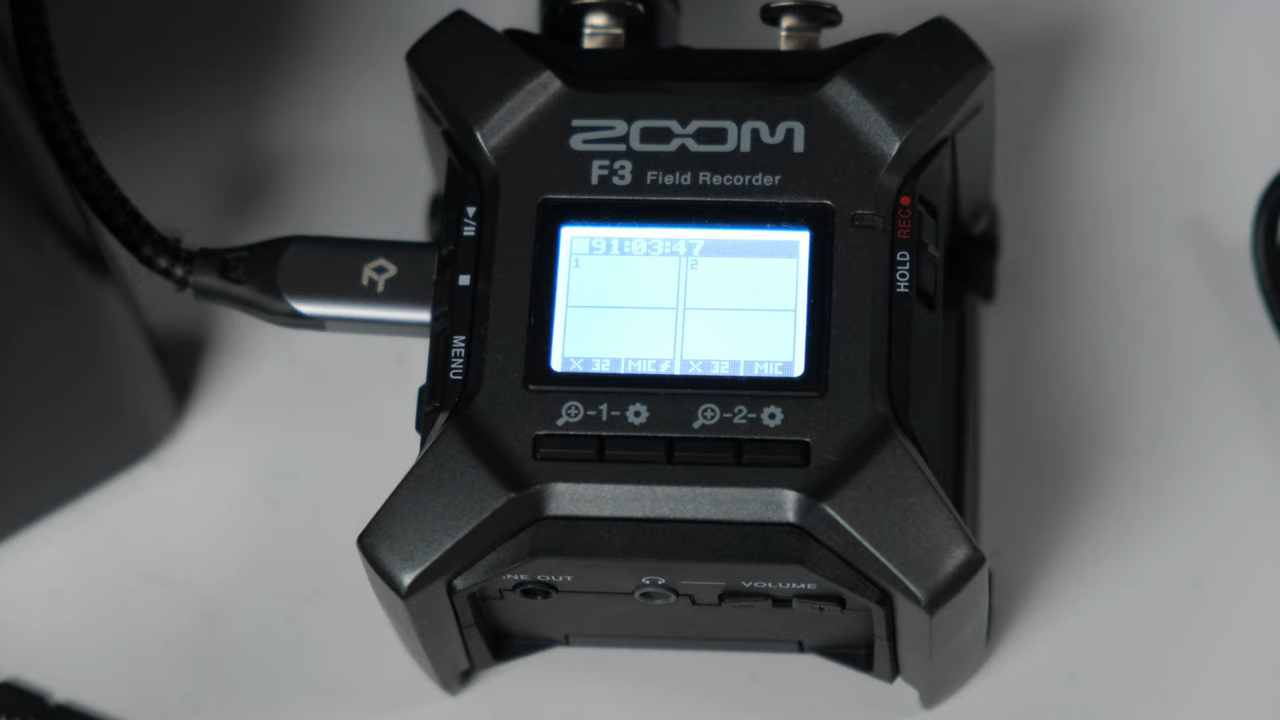 ZOOM
F3 Field Recorder
91:03:47
1 2
X 32 MIC X 32 MIC
-1- -2-
MENU
HOLD REC
NE OUT
VOLUME